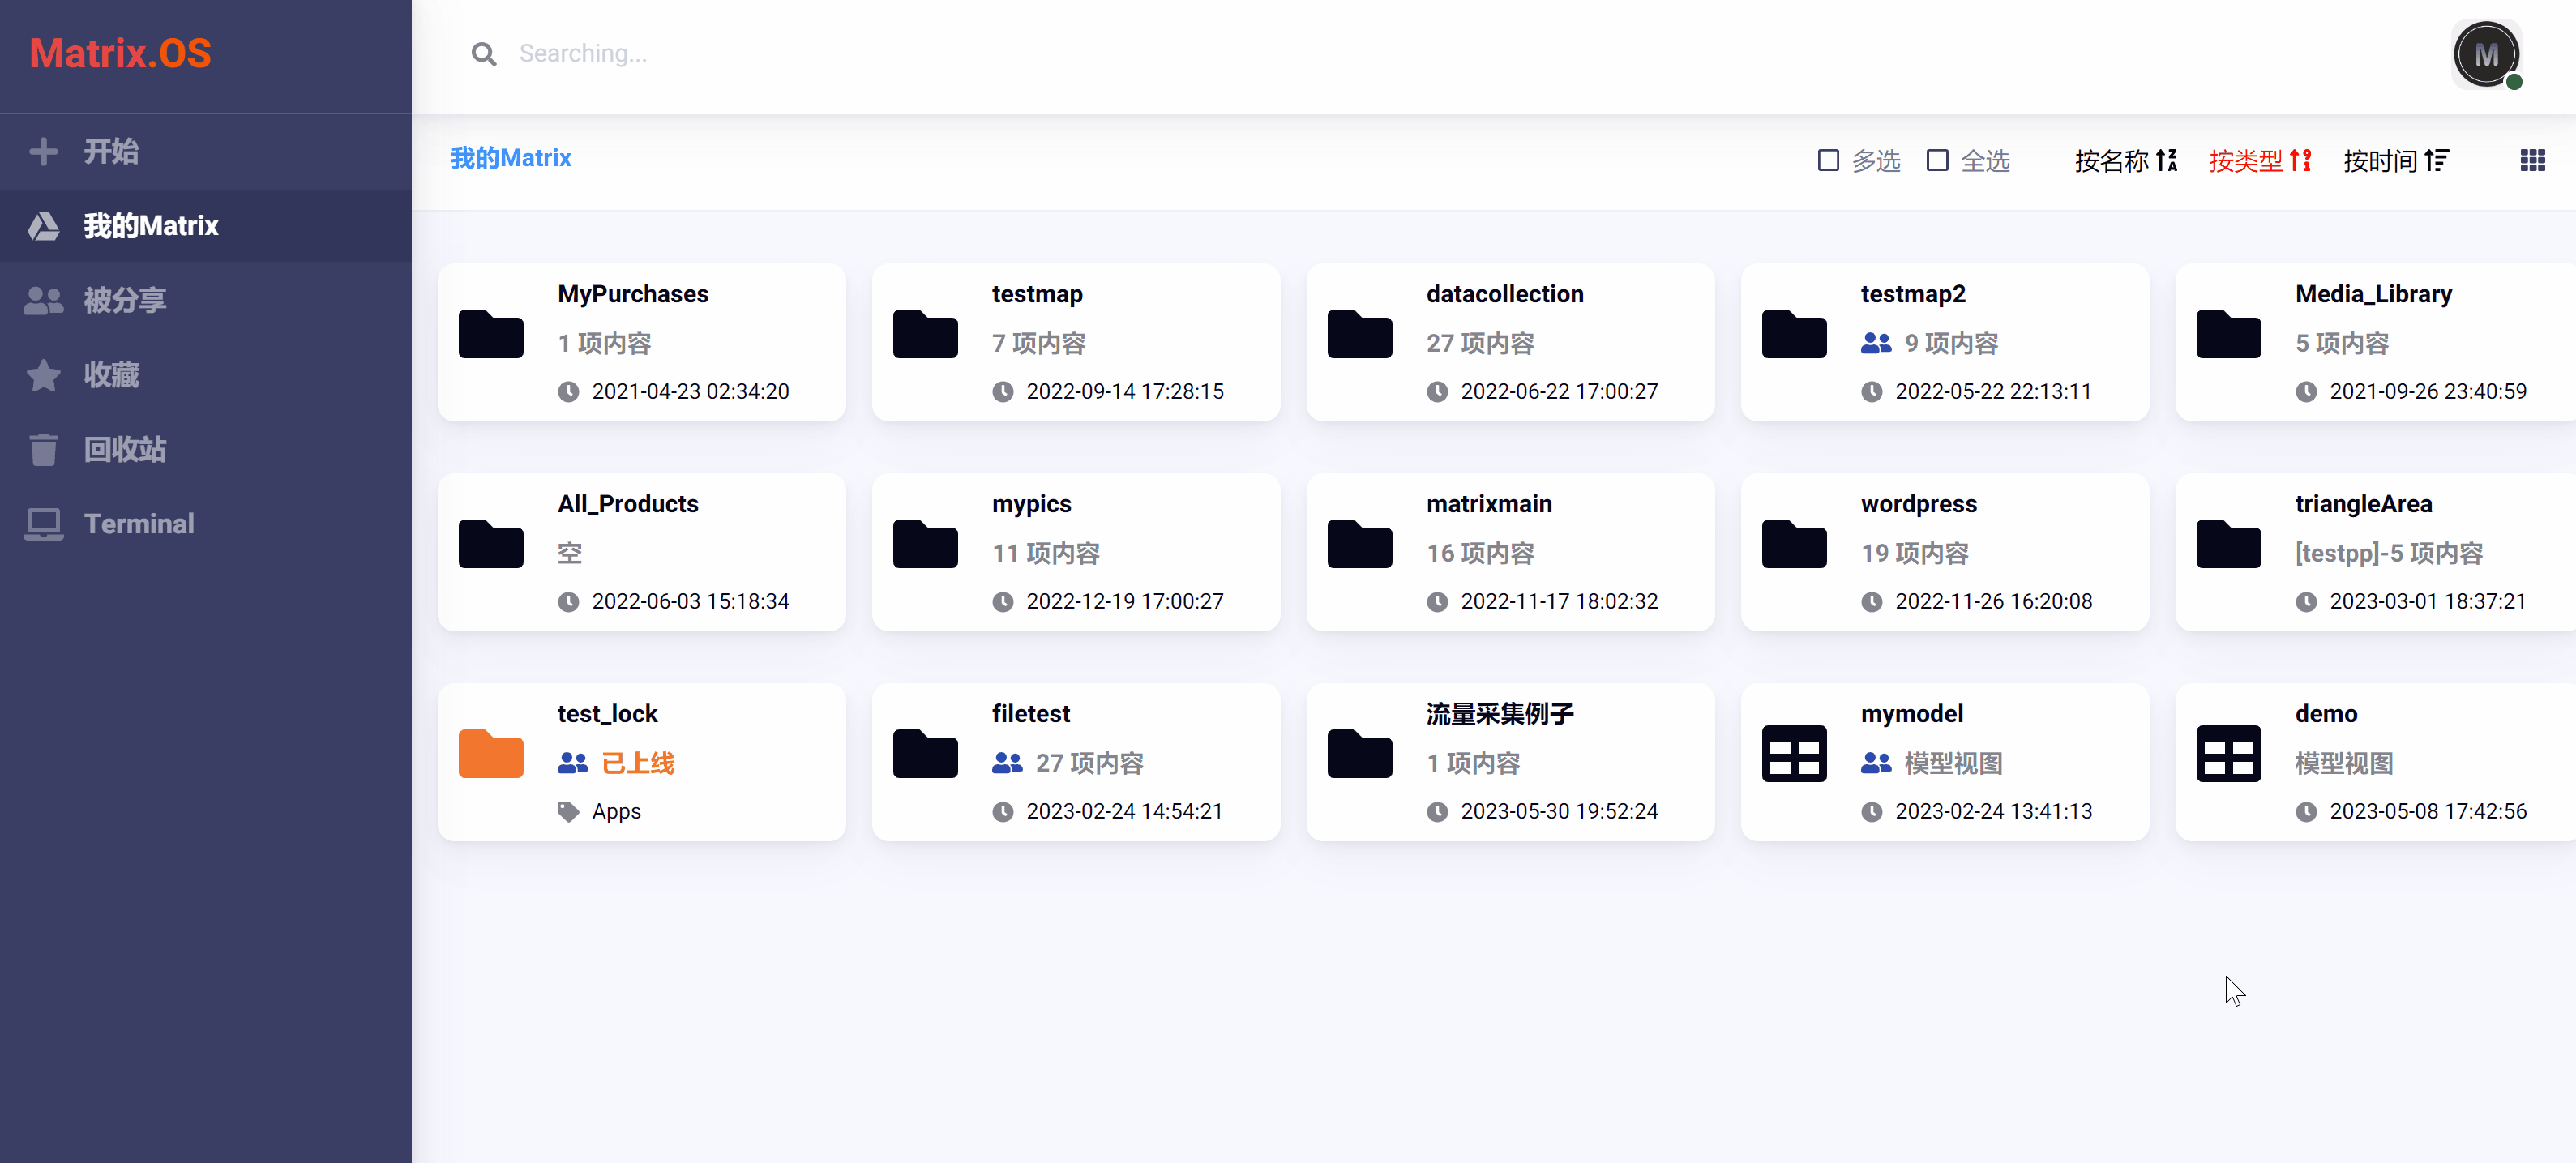 Matrix.OS
Searching...
M
开始
我的Matrix
被分享
收藏
回收站
Terminal
我的Matrix
多选 全选 按名称 按类型 按时间
MyPurchases
1 项内容
2021-04-23 02:34:20
testmap
7 项内容
2022-09-14 17:28:15
datacollection
27 项内容
2022-06-22 17:00:27
testmap2
9 项内容
2022-05-22 22:13:11
Media_Library
5 项内容
2021-09-26 23:40:59
All_Products
空
2022-06-03 15:18:34
mypics
11 项内容
2022-12-19 17:00:27
matrixmain
16 项内容
2022-11-17 18:02:32
wordpress
19 项内容
2022-11-26 16:20:08
triangleArea
[testpp]-5 项内容
2023-03-01 18:37:21
test_lock
已上线
Apps
filetest
27 项内容
2023-02-24 14:54:21
流量采集例子
1 项内容
2023-05-30 19:52:24
mymodel
模型视图
2023-02-24 13:41:13
demo
模型视图
2023-05-08 17:42:56